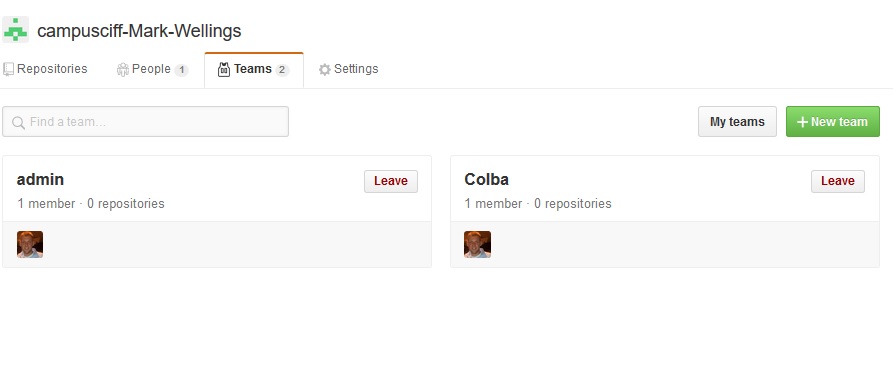 campusciff-Mark-Wellings
Repositories People 1 Teams 2 Settings
Find a team... My teams + New team
admin Leave
1 member · 0 repositories
Colba Leave
1 member · 0 repositories